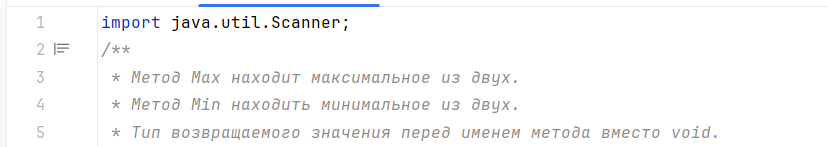 1 import java.util.Scanner;
2 /**
3 * Метод Max находит максимальное из двух.
4 * Метод Min находить минимальное из двух.
5 * Тип возвращаемого значения перед именем метода вместо void.